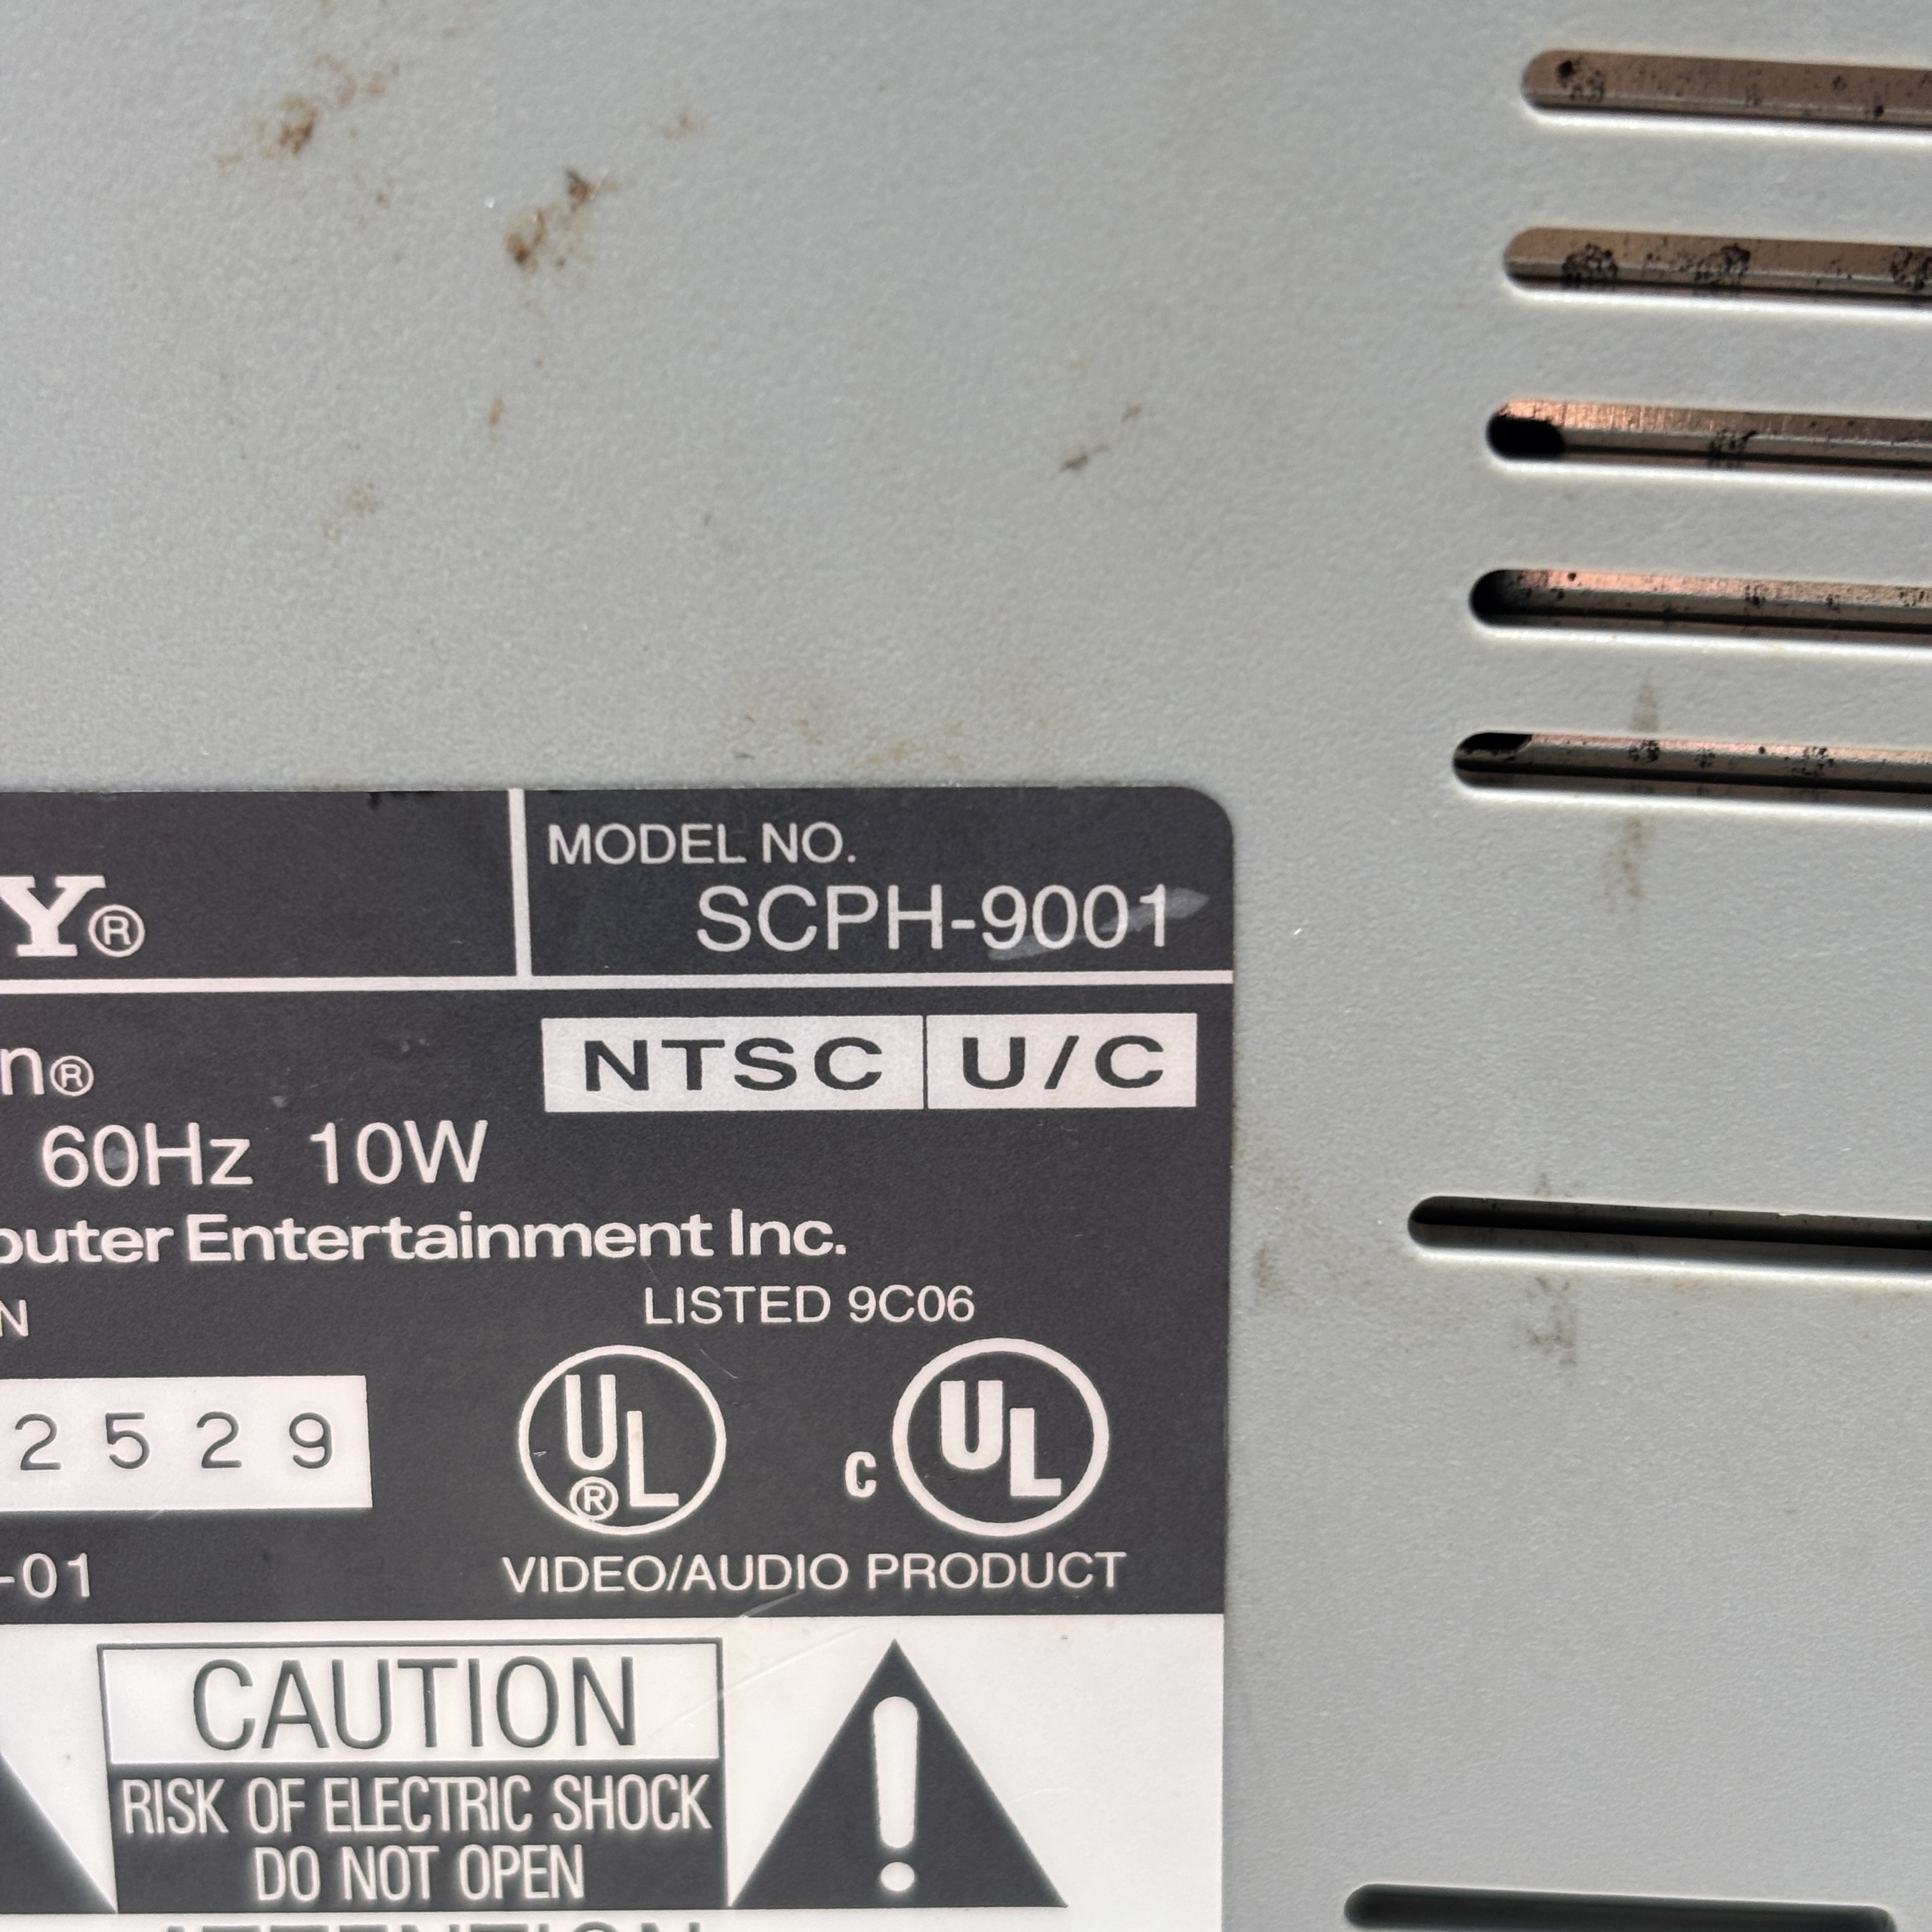 MODEL NO.
Y® SCPH-9001
n® NTSC U/C
60Hz 10W
puter Entertainment Inc.
N LISTED 9C06
2529 UL® c UL
-01 VIDEO/AUDIO PRODUCT
CAUTION
RISK OF ELECTRIC SHOCK
DO NOT OPEN
ATTENTION